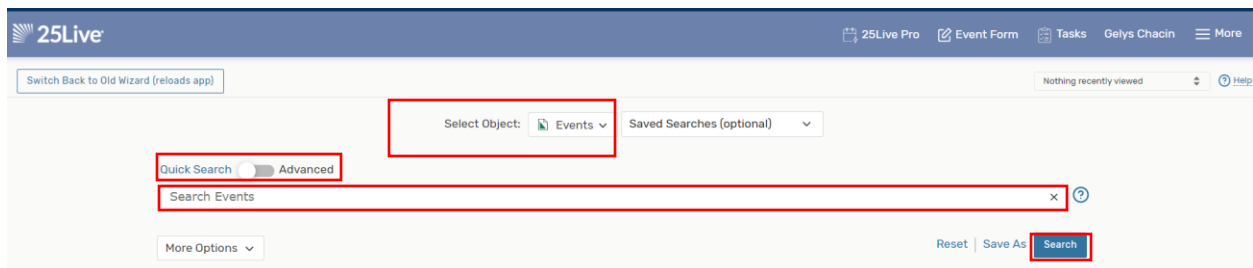 25Live 25Live Pro Event Form Tasks Gelys Chacin More
Switch Back to Old Wizard (reloads app) Nothing recently viewed Help
Select Object: Events Saved Searches (optional)
Quick Search Advanced
Search Events
More Options Reset Save As Search